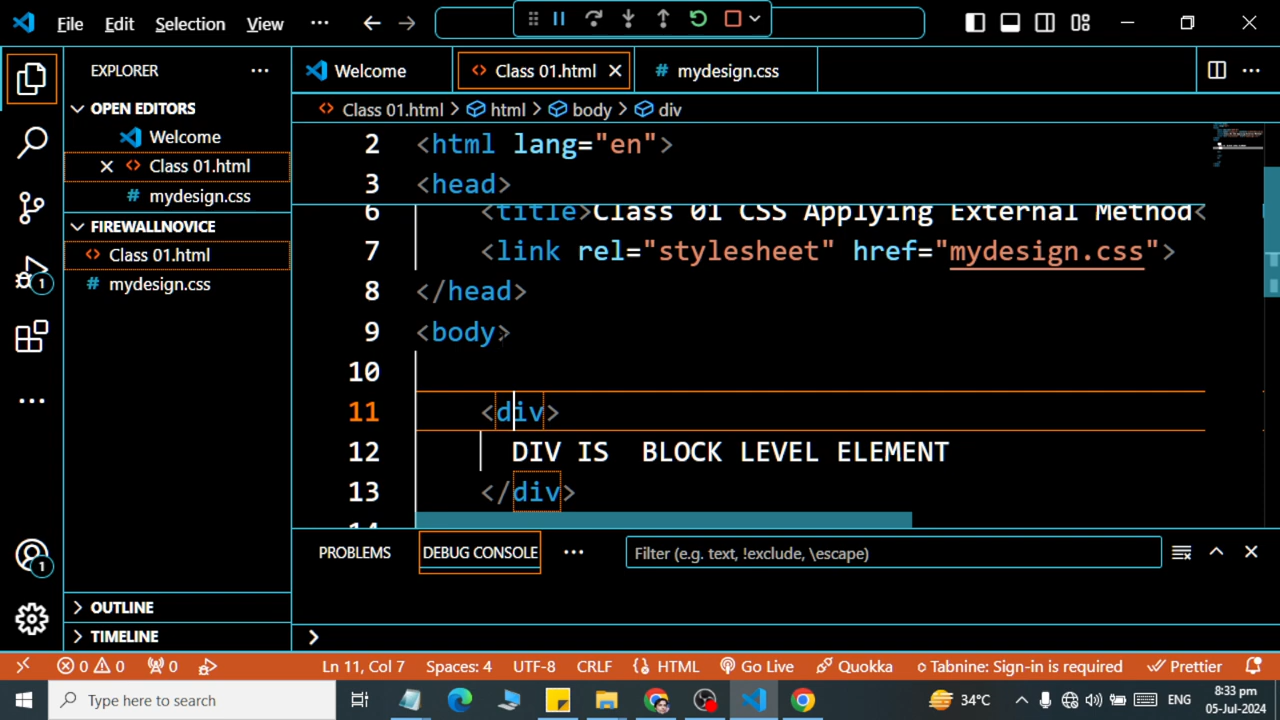 File Edit Selection View ...
EXPLORER ...
Welcome
Class 01.html
# mydesign.css
...
OPEN EDITORS
Welcome
Class 01.html
# mydesign.css
FIREWALLNOVICE
Class 01.html
# mydesign.css
OUTLINE
TIMELINE
1
1
Class 01.html > html > body > div
2 <html lang="en">
3 <head>
6 <title>Class 01 CSS Applying External Method<
7 <link rel="stylesheet" href="mydesign.css">
8 </head>
9 <body>
10
11 <div>
12 DIV IS BLOCK LEVEL ELEMENT
13 </div>
PROBLEMS DEBUG CONSOLE ... Filter (e.g. text, !exclude, \escape)
0 0 0 Ln 11, Col 7 Spaces: 4 UTF-8 CRLF HTML Go Live Quokka Tabnine: Sign-in is required Prettier
Type here to search 34°C ENG 8:33 pm
05-Jul-2024